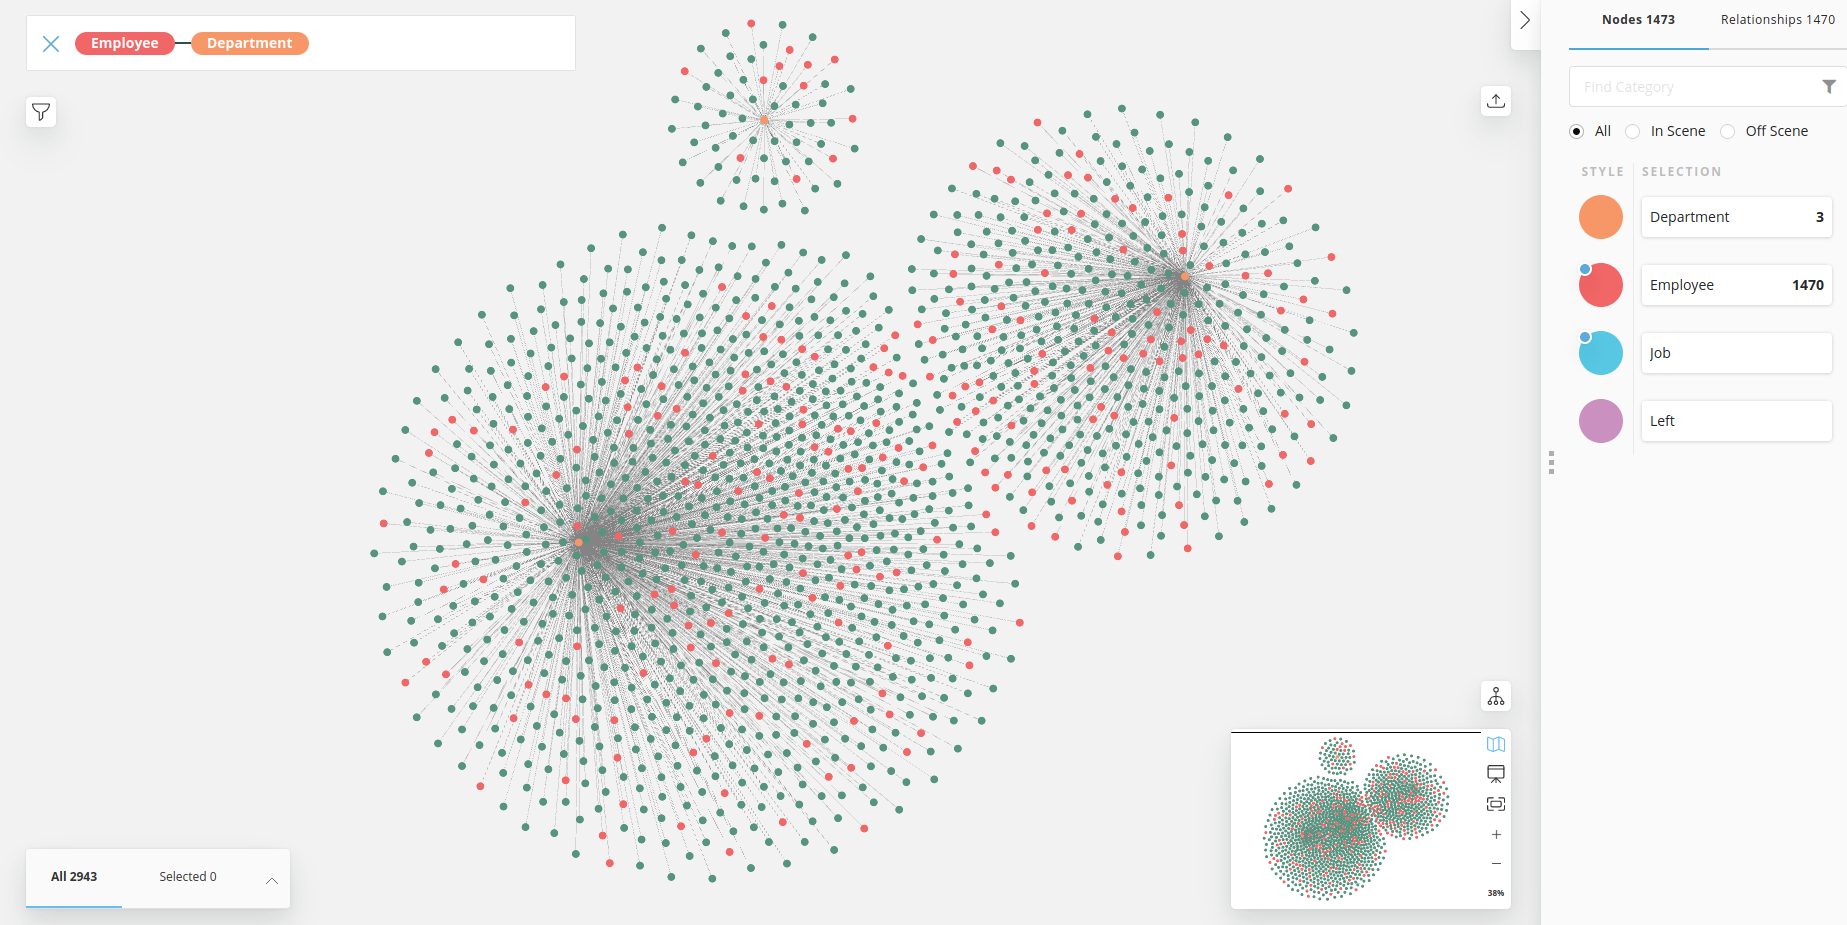 Employee Department
Nodes 1473 Relationships 1470
Find Category
All In Scene Off Scene
STYLE SELECTION
Department 3
Employee 1470
Job
Left
All 2943 Selected 0
38%